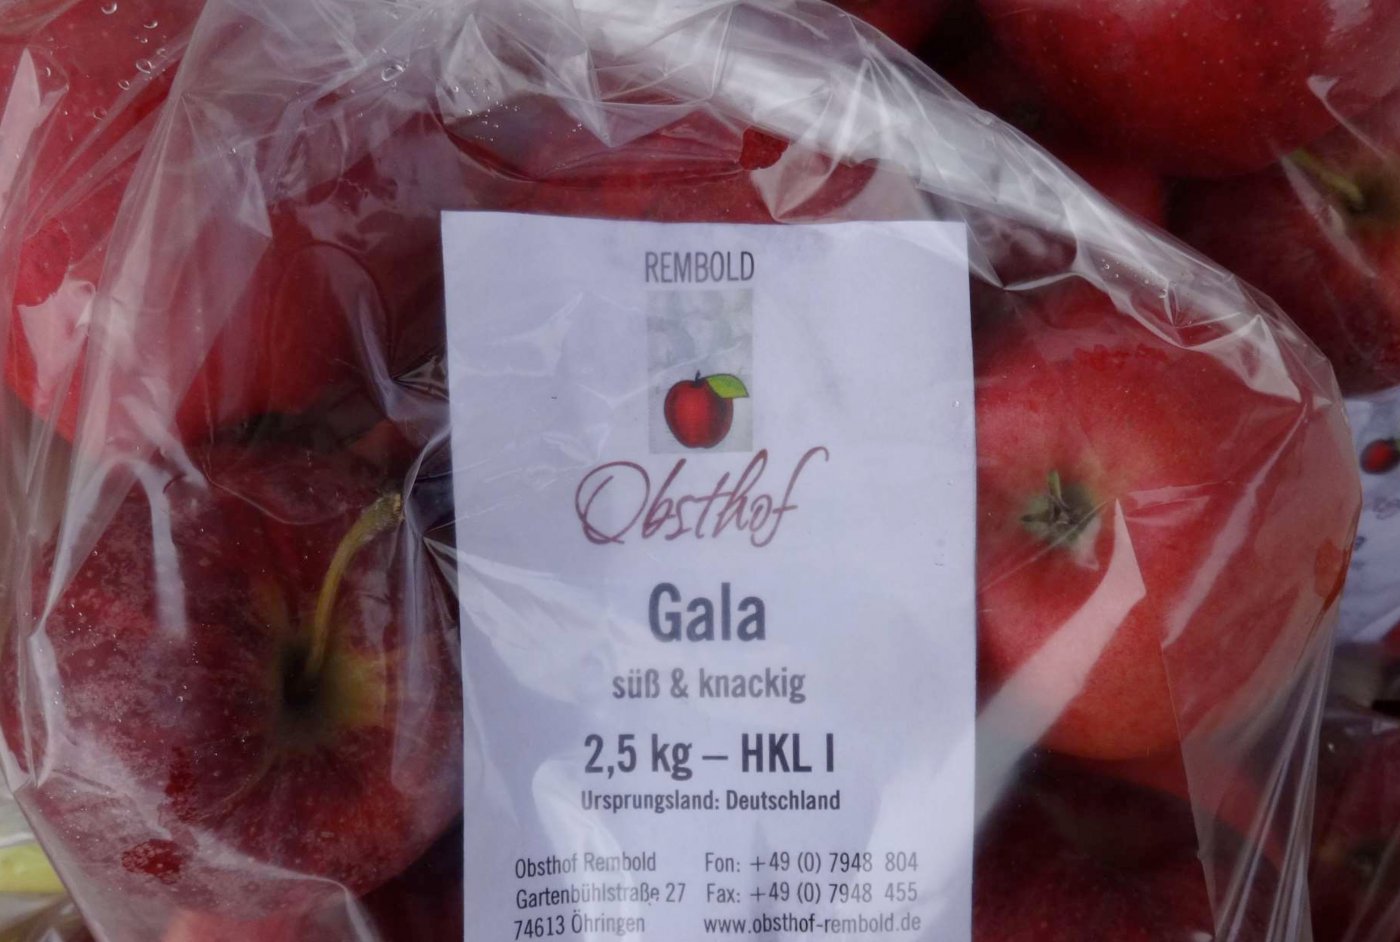 REMBOLD
Obsthof
Gala
süß & knackig
2,5 kg – HKL I
Ursprungsland: Deutschland
Obsthof Rembold Fon: +49 (0) 7948 804
Gartenbühlstraße 27 Fax: +49 (0) 7948 455
74613 Öhringen www.obsthof-rembold.de